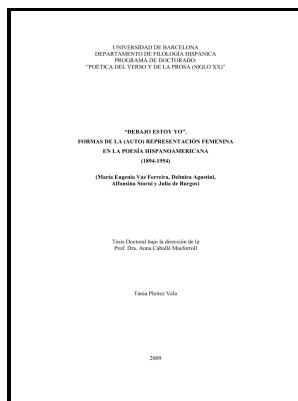 UNIVERSIDAD DE BARCELONA
DEPARTAMENTO DE FILOLOGÍA HISPÁNICA
PROGRAMA DE DOCTORADO:
"POÉTICA DEL VERSO Y DE LA PROSA (SIGLO XX)"
"DEBAJO ESTOY YO".
FORMAS DE LA (AUTO) REPRESENTACIÓN FEMENINA
EN LA POESÍA HISPANOAMERICANA
(1894-1954)
(María Eugenia Vaz Ferreira, Delmira Agustini,
Alfonsina Storni y Julia de Burgos)
Tesis Doctoral bajo la dirección de la
Prof. Dra. Anna Caballé Masforroll
Tania Pleitez Vela
2009